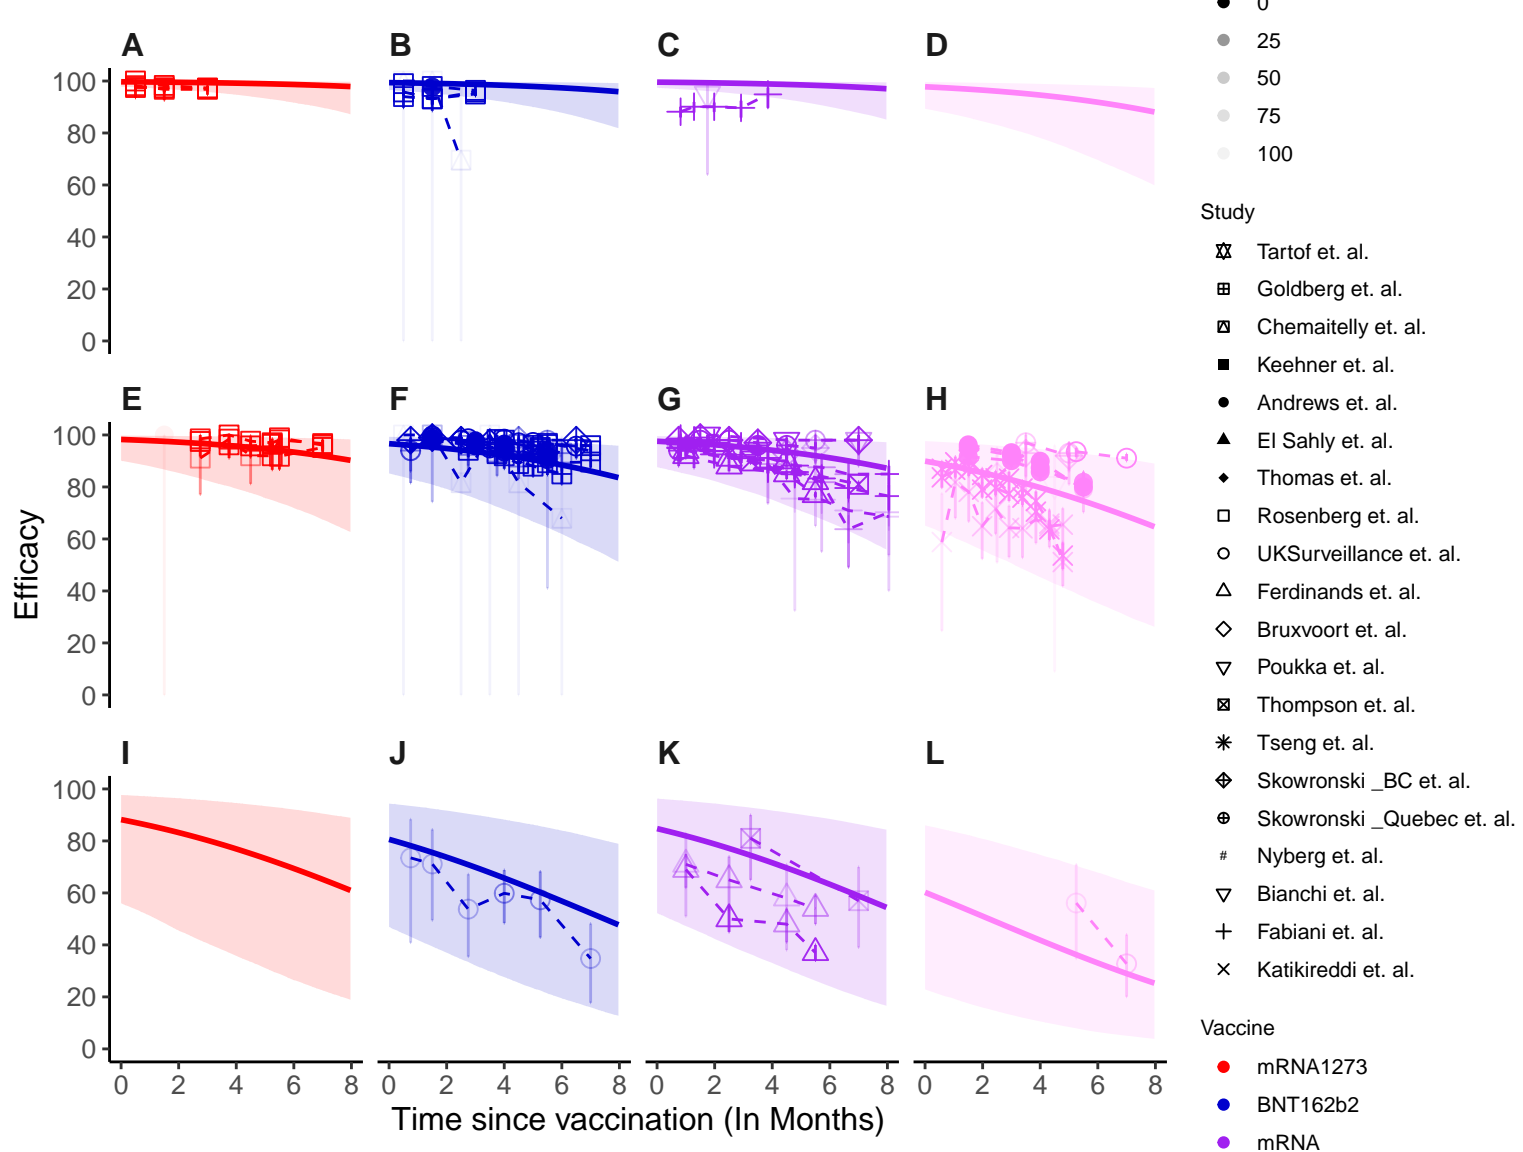 A B C D
100
80
60
40
20
0
E F G H
100
80
60
40
20
0
I J K L
100
80
60
40
20
0
0 2 4 6 8 0 2 4 6 8 0 2 4 6 8 0 2 4 6 8
Time since vaccination (In Months)
Efficacy
0
25
50
75
100
Study
Tartof et. al.
Goldberg et. al.
Chemaitelly et. al.
Keehner et. al.
Andrews et. al.
El Sahly et. al.
Thomas et. al.
Rosenberg et. al.
UKSurveillance et. al.
Ferdinands et. al.
Bruxvoort et. al.
Poukka et. al.
Thompson et. al.
Tseng et. al.
Skowronski _BC et. al.
Skowronski _Quebec et. al.
# Nyberg et. al.
Bianchi et. al.
Fabiani et. al.
Katikireddi et. al.
Vaccine
mRNA1273
BNT162b2
mRNA